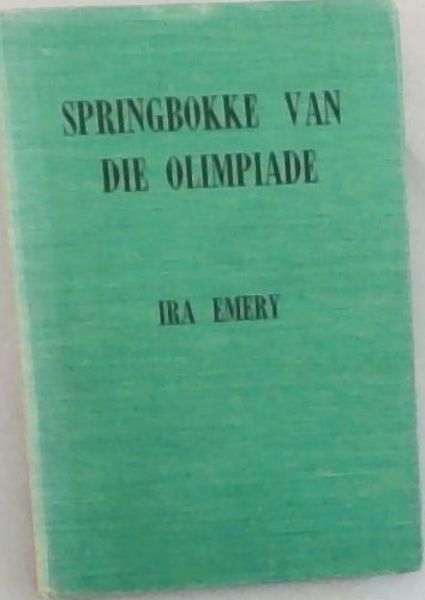 SPRINGBOKKE VAN
DIE OLIMPIADE
IRA EMERY